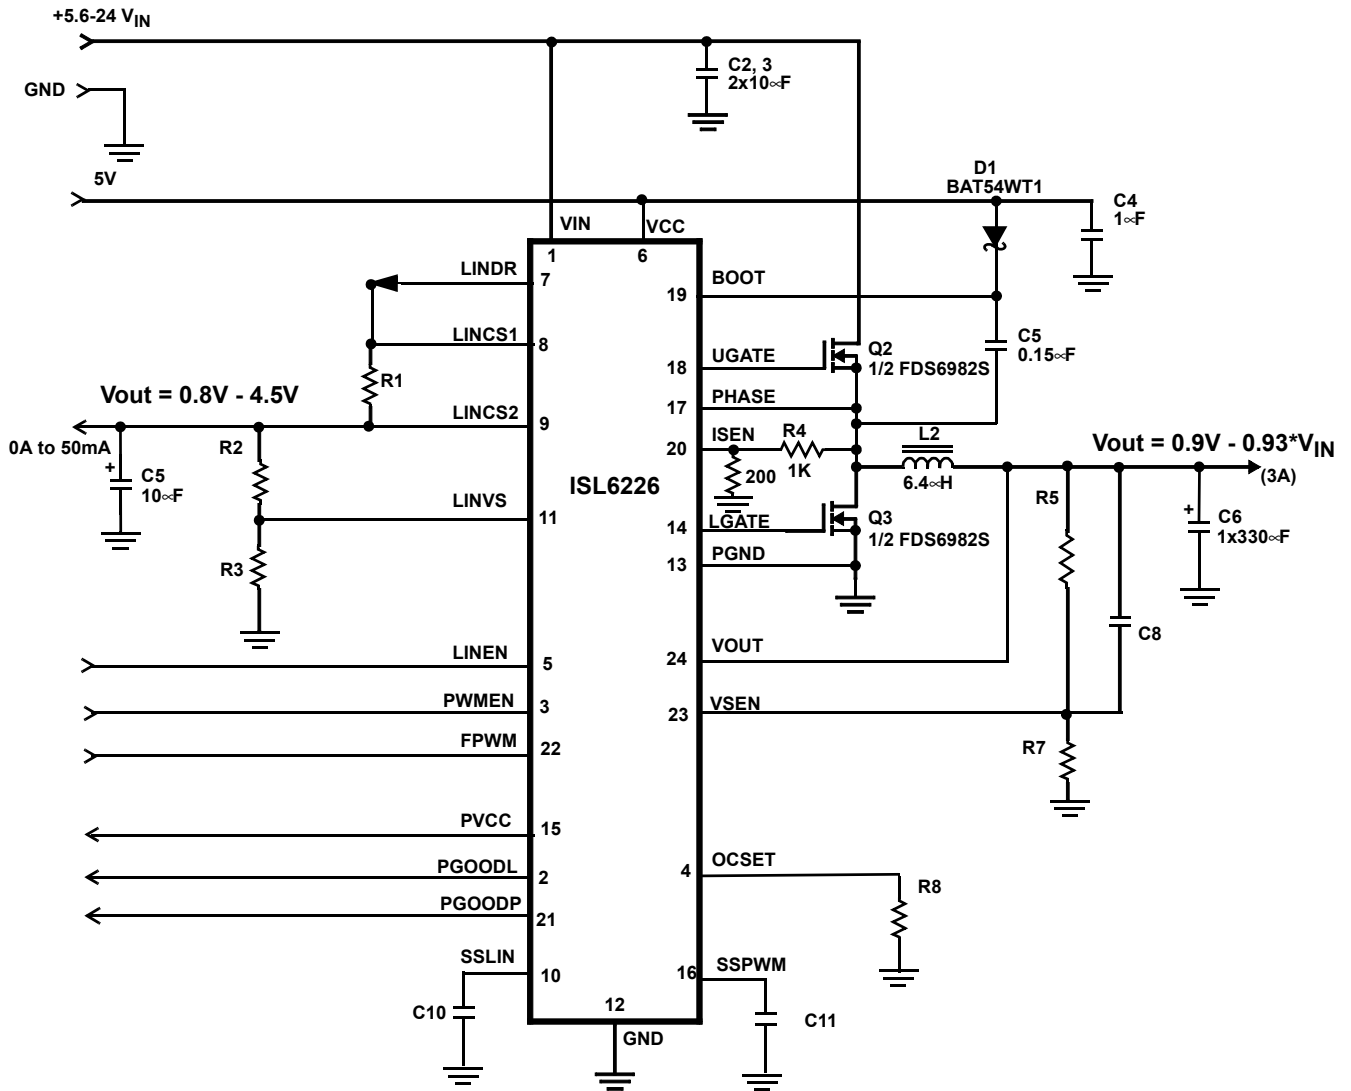 +5.6-24 VIN
C2, 3
2x10∝F
GND
5V
D1
BAT54WT1
C4
1∝F
VIN
VCC
1
6
LINDR
7
19
BOOT
LINCS1
8
C5
0.15∝F
Q2
1/2 FDS6982S
UGATE
18
R1
Vout = 0.8V - 4.5V
LINCS2
9
17
PHASE
0A to 50mA
R2
20
ISEN
R4
1K
L2
6.4∝H
Vout = 0.9V - 0.93*VIN
(3A)
+
C5
10∝F
200
ISL6226
R5
LINVS
11
14
LGATE
Q3
1/2 FDS6982S
+
C6
1x330∝F
R3
13
PGND
C8
LINEN
5
24
VOUT
PWMEN
3
23
VSEN
FPWM
22
R7
PVCC
15
PGOODL
2
4
OCSET
R8
PGOODP
21
SSLIN
10
16
SSPWM
C10
12
GND
C11